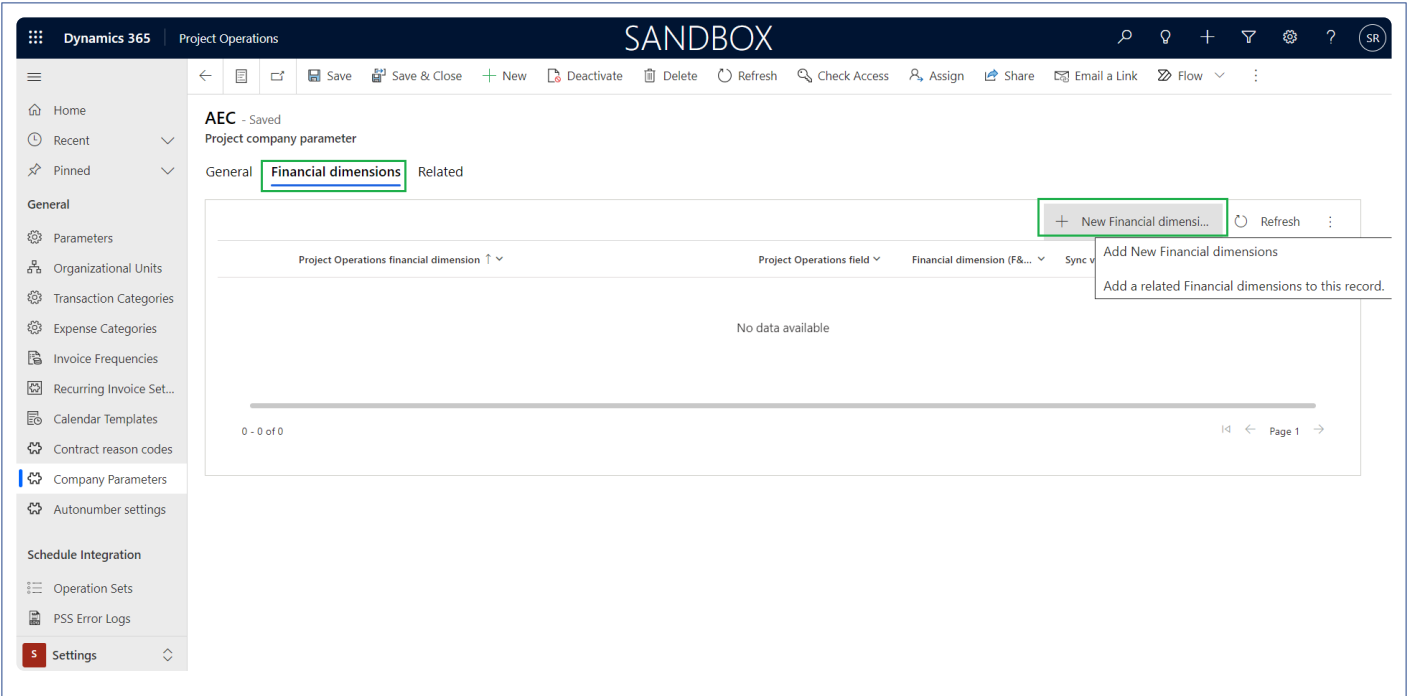 Dynamics 365 Project Operations SANDBOX ? SR
Save Save & Close New Deactivate Delete Refresh Check Access Assign Share Email a Link Flow
Home
Recent
Pinned
General
Parameters
Organizational Units
Transaction Categories
Expense Categories
Invoice Frequencies
Recurring Invoice Set...
Calendar Templates
Contract reason codes
Company Parameters
Autonumber settings
Schedule Integration
Operation Sets
PSS Error Logs
S Settings
AEC - Saved
Project company parameter
General Financial dimensions Related
New Financial dimensi... Refresh
Add New Financial dimensions
Add a related Financial dimensions to this record.
Project Operations financial dimension Project Operations field Financial dimension (F&... Sync v
No data available
0 - 0 of 0
Page 1